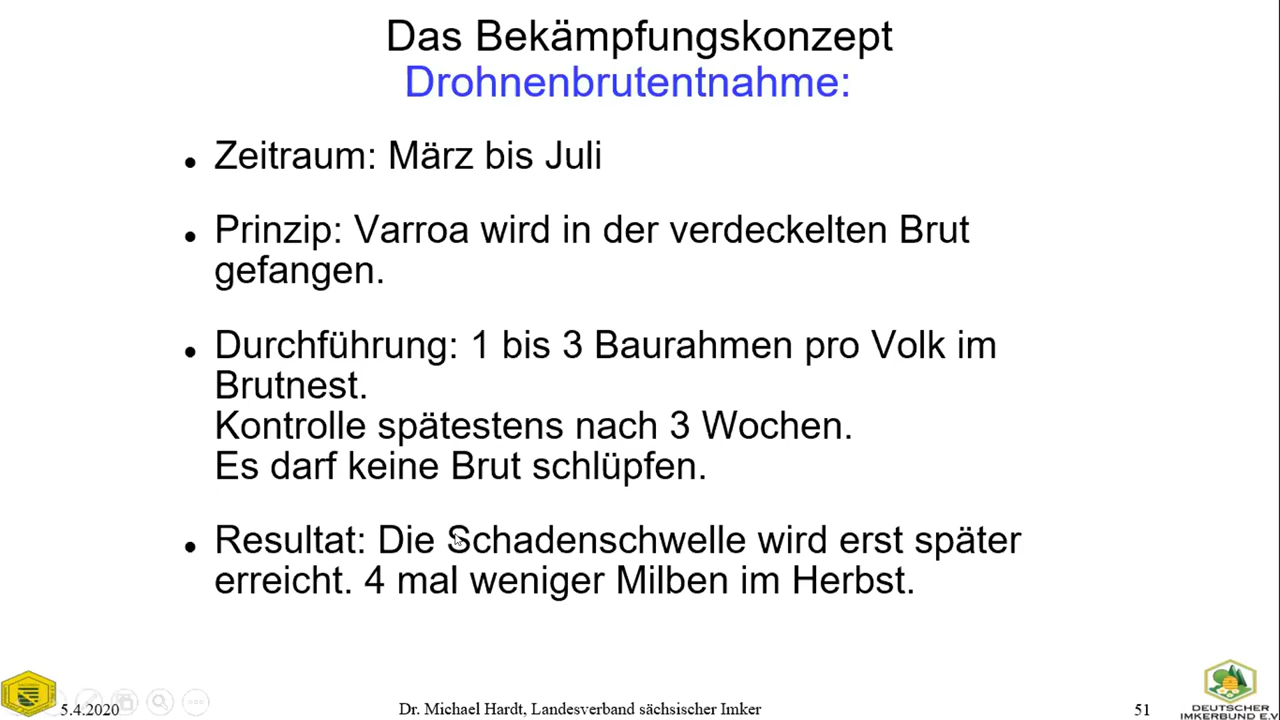 Das Bekämpfungskonzept
Drohnenbrutentnahme:
• Zeitraum: März bis Juli
• Prinzip: Varroa wird in der verdeckelten Brut
gefangen.
• Durchführung: 1 bis 3 Baurahmen pro Volk im
Brutnest.
Kontrolle spätestens nach 3 Wochen.
Es darf keine Brut schlüpfen.
• Resultat: Die Schadenschwelle wird erst später
erreicht. 4 mal weniger Milben im Herbst.
5.4.2020
Dr. Michael Hardt, Landesverband sächsischer Imker
51
DEUTSCHER
IMKERBUND E.V.